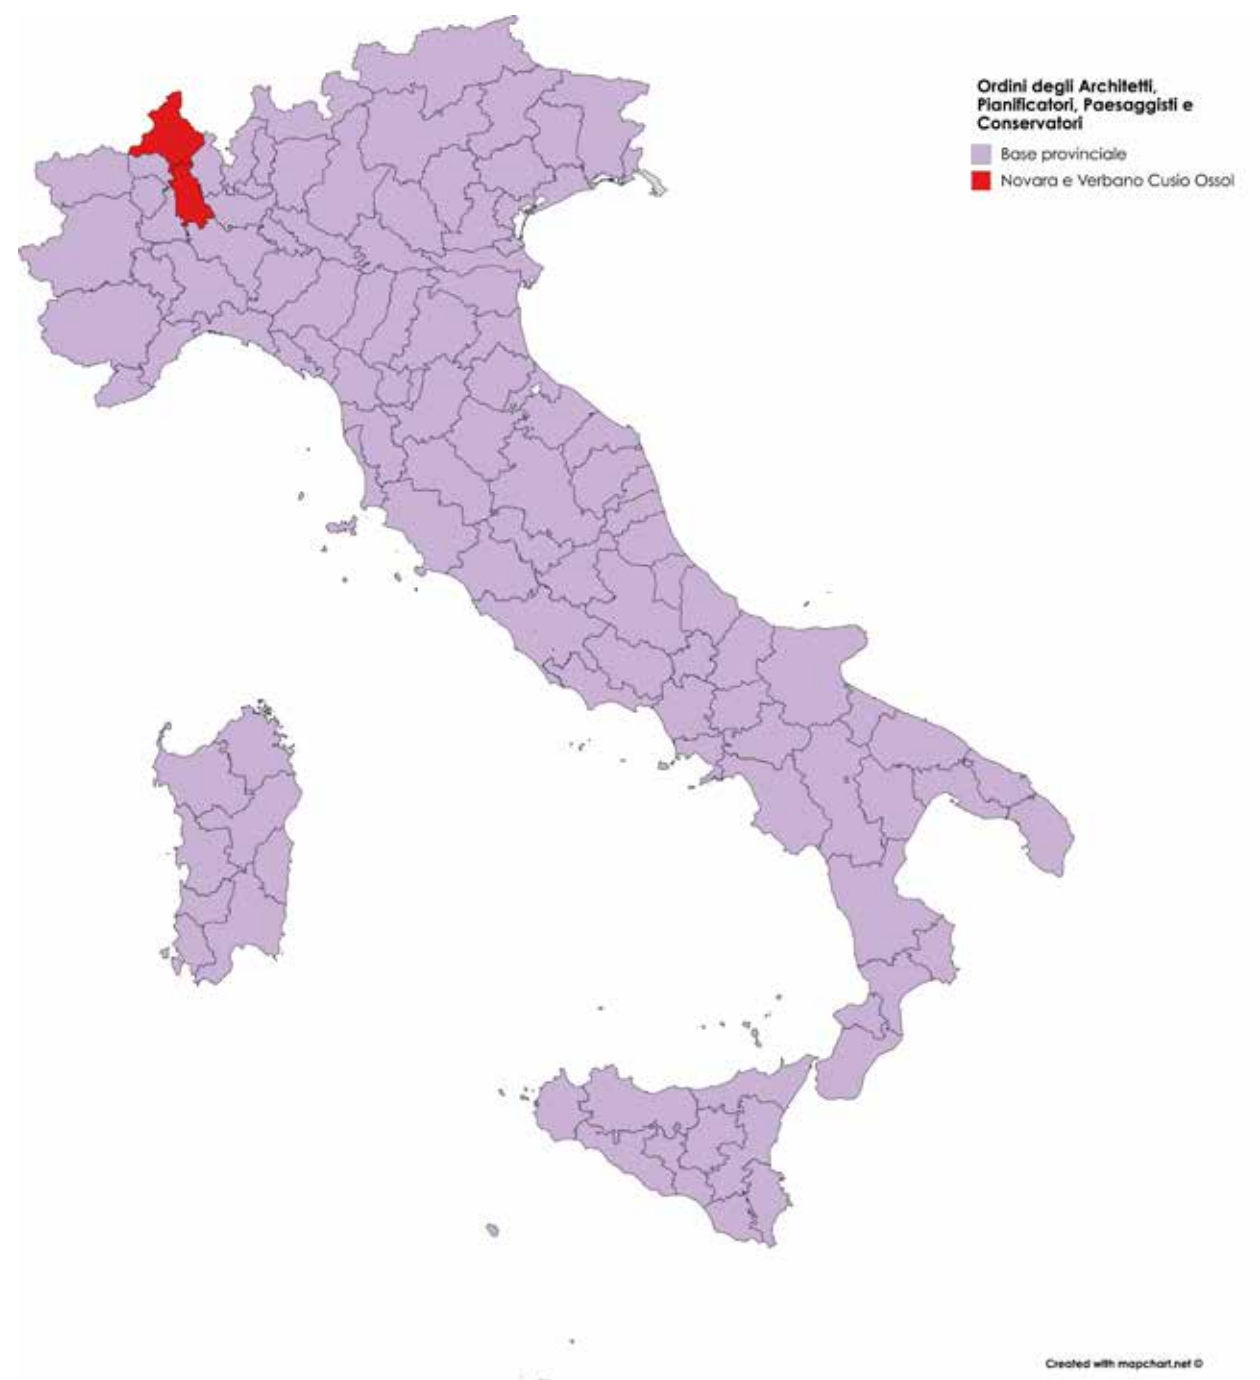 Ordini degli Architetti,
Pianificatori, Paesaggisti e
Conservatori
Base provinciale
Novara e Verbano Cusio Ossol
Created with mapchart.net ©